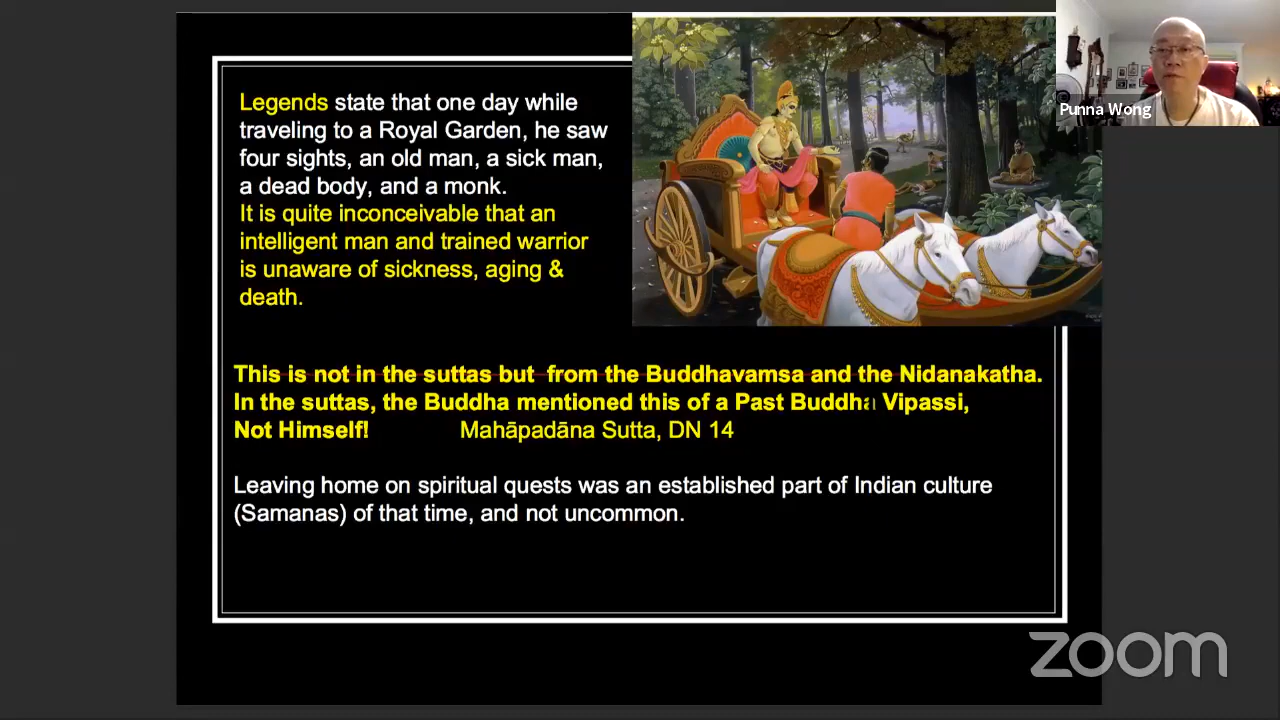 Legends state that one day while
traveling to a Royal Garden, he saw
four sights, an old man, a sick man,
a dead body, and a monk.
It is quite inconceivable that an
intelligent man and trained warrior
is unaware of sickness, aging &
death.
This is not in the suttas but  from the Buddhavamsa and the Nidanakatha.
In the suttas, the Buddha mentioned this of a Past Buddha Vipassi,
Not Himself! Mahāpadāna Sutta, DN 14
Leaving home on spiritual quests was an established part of Indian culture
(Samanas) of that time, and not uncommon.
Punna Wong
zoom